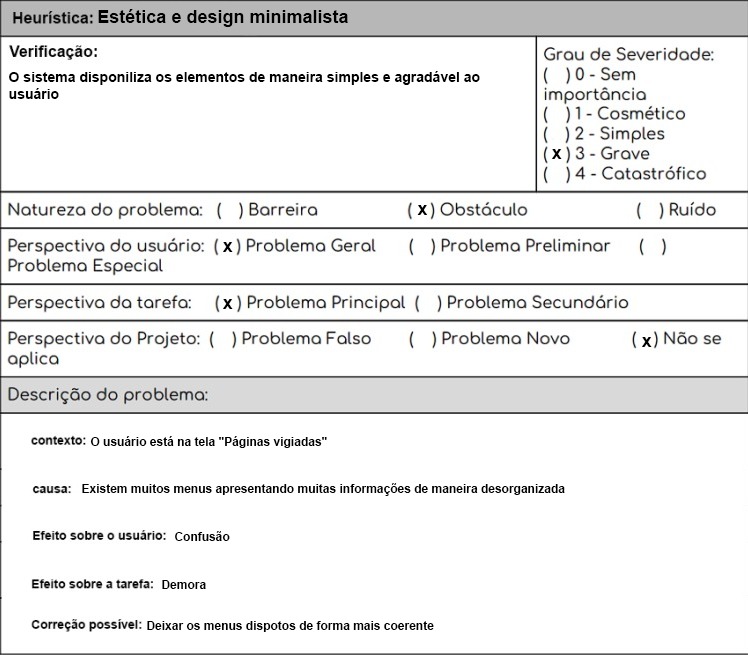 Heurística: Estética e design minimalista
Verificação:
O sistema disponiliza os elementos de maneira simples e agradável ao
usuário
Grau de Severidade:
( ) 0 - Sem
importância
( ) 1 - Cosmético
( ) 2 - Simples
( x ) 3 - Grave
( ) 4 - Catastrófico
Natureza do problema: ( ) Barreira ( x ) Obstáculo ( ) Ruído
Perspectiva do usuário: ( x ) Problema Geral ( ) Problema Preliminar ( )
Problema Especial
Perspectiva da tarefa: ( x ) Problema Principal ( ) Problema Secundário
Perspectiva do Projeto: ( ) Problema Falso ( ) Problema Novo ( x ) Não se
aplica
Descrição do problema:
contexto: O usuário está na tela "Páginas vigiadas"
causa: Existem muitos menus apresentando muitas informações de maneira desorganizada
Efeito sobre o usuário: Confusão
Efeito sobre a tarefa: Demora
Correção possível: Deixar os menus dispotos de forma mais coerente